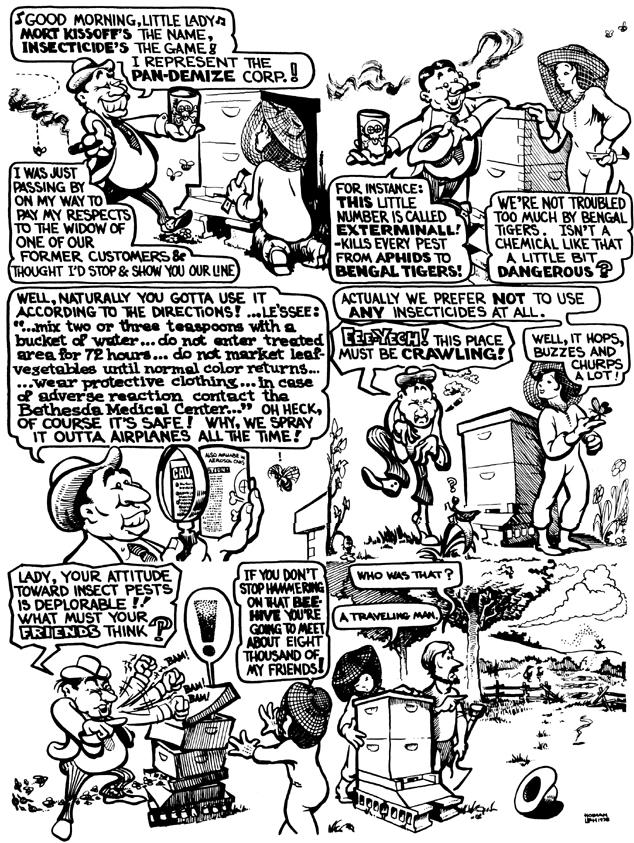 ♪GOOD MORNING, LITTLE LADY♫
MORT KISSOFF'S THE NAME,
INSECTICIDE'S THE GAME!
I REPRESENT THE
PAN-DEMIZE CORP.!
I WAS JUST
PASSING BY
ON MY WAY TO
PAY MY RESPECTS
TO THE WIDOW OF
ONE OF OUR
FORMER CUSTOMERS &
THOUGHT I'D STOP & SHOW YOU OUR LINE
FOR INSTANCE:
THIS LITTLE
NUMBER IS CALLED
EXTERMINALL!
-KILLS EVERY PEST
FROM APHIDS TO
BENGAL TIGERS!
WE'RE NOT TROUBLED
TOO MUCH BY BENGAL
TIGERS. ISN'T A
CHEMICAL LIKE THAT
A LITTLE BIT
DANGEROUS?
WELL, NATURALLY YOU GOTTA USE IT
ACCORDING TO THE DIRECTIONS! ...LE'SSEE:
"...mix two or three teaspoons with a
bucket of water... do not enter treated
area for 72 hours... do not market leaf-
vegetables until normal color returns...
...wear protective clothing... in case
of adverse reaction contact the
Bethesda Medical Center..." OH HECK,
OF COURSE IT'S SAFE! WHY, WE SPRAY
IT OUTTA AIRPLANES ALL THE TIME!
ALSO AVAILABLE IN
AEROSOL CANS
CAU
TION!
!
ACTUALLY WE PREFER NOT TO USE
ANY INSECTICIDES AT ALL.
EEE-YECH! THIS PLACE
MUST BE CRAWLING!
WELL, IT HOPS,
BUZZES AND
CHURPS
A LOT!
?
LADY, YOUR ATTITUDE
TOWARD INSECT PESTS
IS DEPLORABLE!!
WHAT MUST YOUR
FRIENDS THINK?
BAM!
BAM!
BAM!
!
IF YOU DON'T
STOP HAMMERING
ON THAT BEE-
HIVE YOU'RE
GOING TO MEET
ABOUT EIGHT
THOUSAND OF
MY FRIENDS!
WHO WAS THAT?
A TRAVELING MAN.